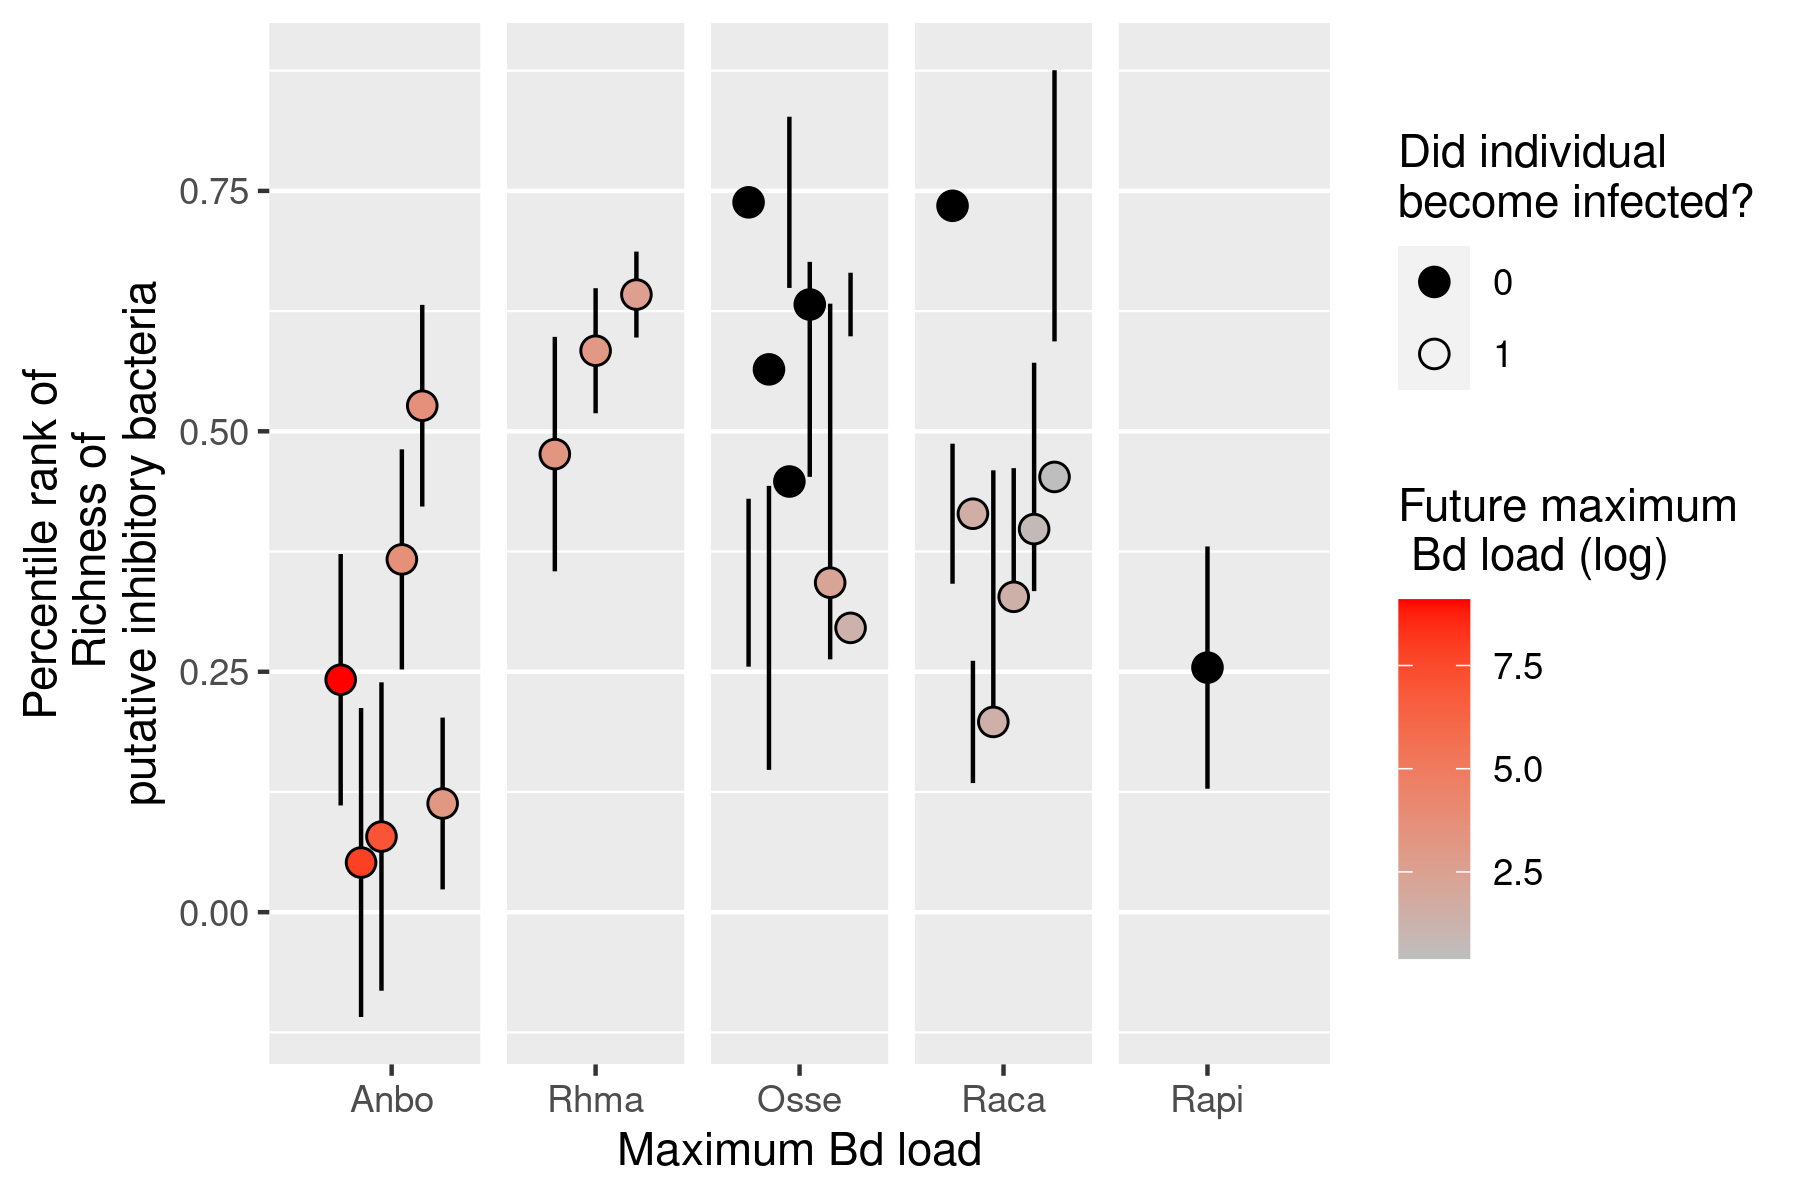 Percentile rank of
Richness of
putative inhibitory bacteria
0.75
0.50
0.25
0.00
Anbo
Rhma
Osse
Raca
Rapi
Maximum Bd load
Did individual
become infected?
0
1
Future maximum
Bd load (log)
7.5
5.0
2.5